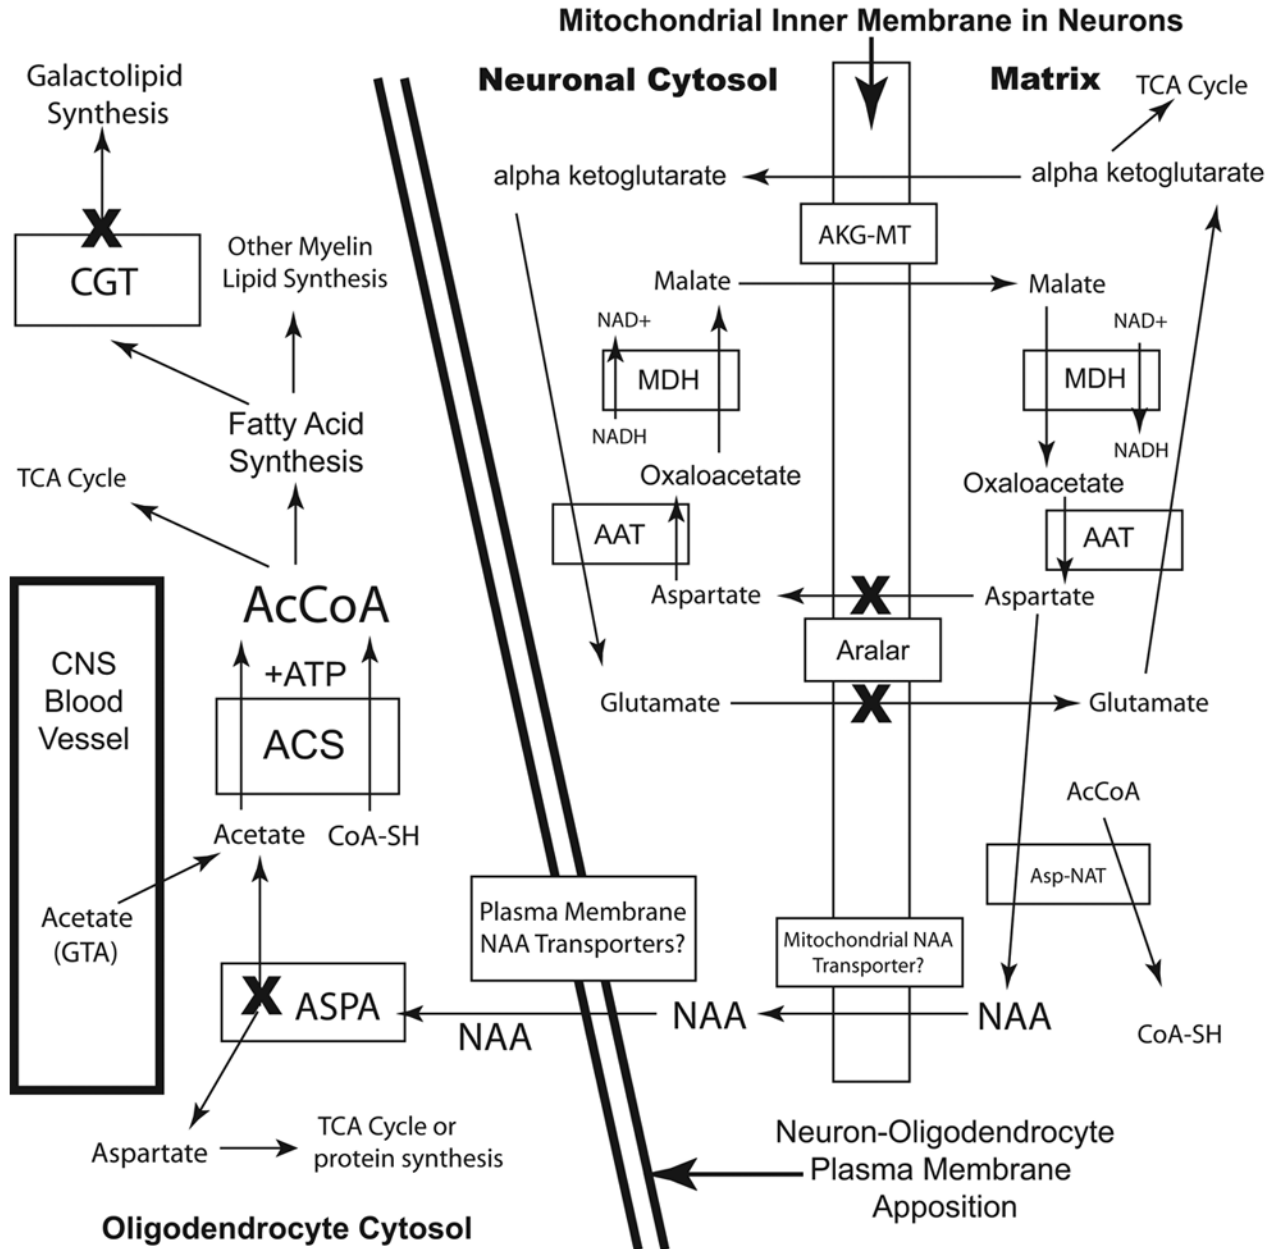 Mitochondrial Inner Membrane in Neurons
Neuronal Cytosol
Matrix
TCA Cycle
alpha ketoglutarate
alpha ketoglutarate
AKG-MT
Malate
Malate
NAD+
MDH
NADH
NAD+
MDH
NADH
Oxaloacetate
Oxaloacetate
AAT
AAT
Aspartate
X
Aspartate
Aralar
Glutamate
X
Glutamate
AcCoA
Asp-NAT
CoA-SH
Mitochondrial NAA
Transporter?
NAA
NAA
Plasma Membrane
NAA Transporters?
NAA
Neuron-Oligodendrocyte
Plasma Membrane
Apposition
Galactolipid
Synthesis
X
CGT
Other Myelin
Lipid Synthesis
Fatty Acid
Synthesis
TCA Cycle
AcCoA
+ATP
ACS
Acetate
CoA-SH
CNS
Blood
Vessel
Acetate
(GTA)
X
ASPA
Aspartate
TCA Cycle or
protein synthesis
Oligodendrocyte Cytosol